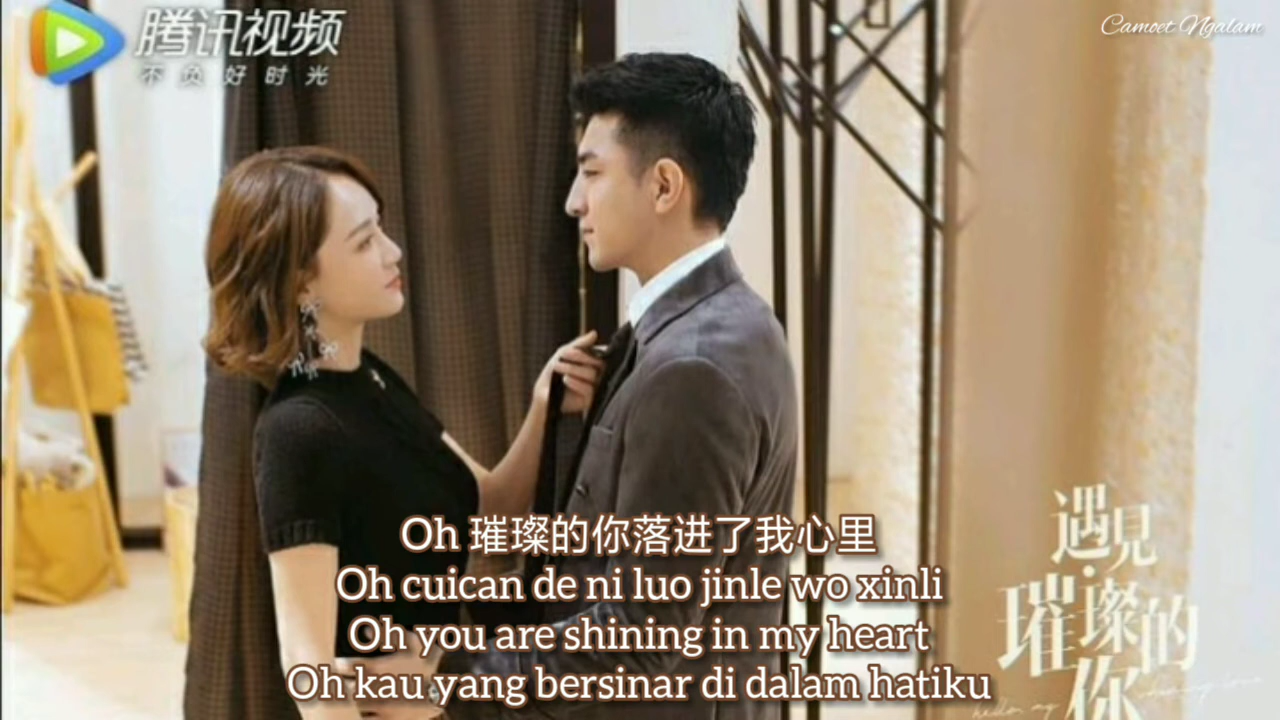 腾讯视频
不负好时光
Camoet Ngalam
Oh 璀璨的你落进了我心里
Oh cuican de ni luo jinle wo xinli
Oh you are shining in my heart
Oh kau yang bersinar di dalam hatiku
遇見
璀璨的
你
hello, my